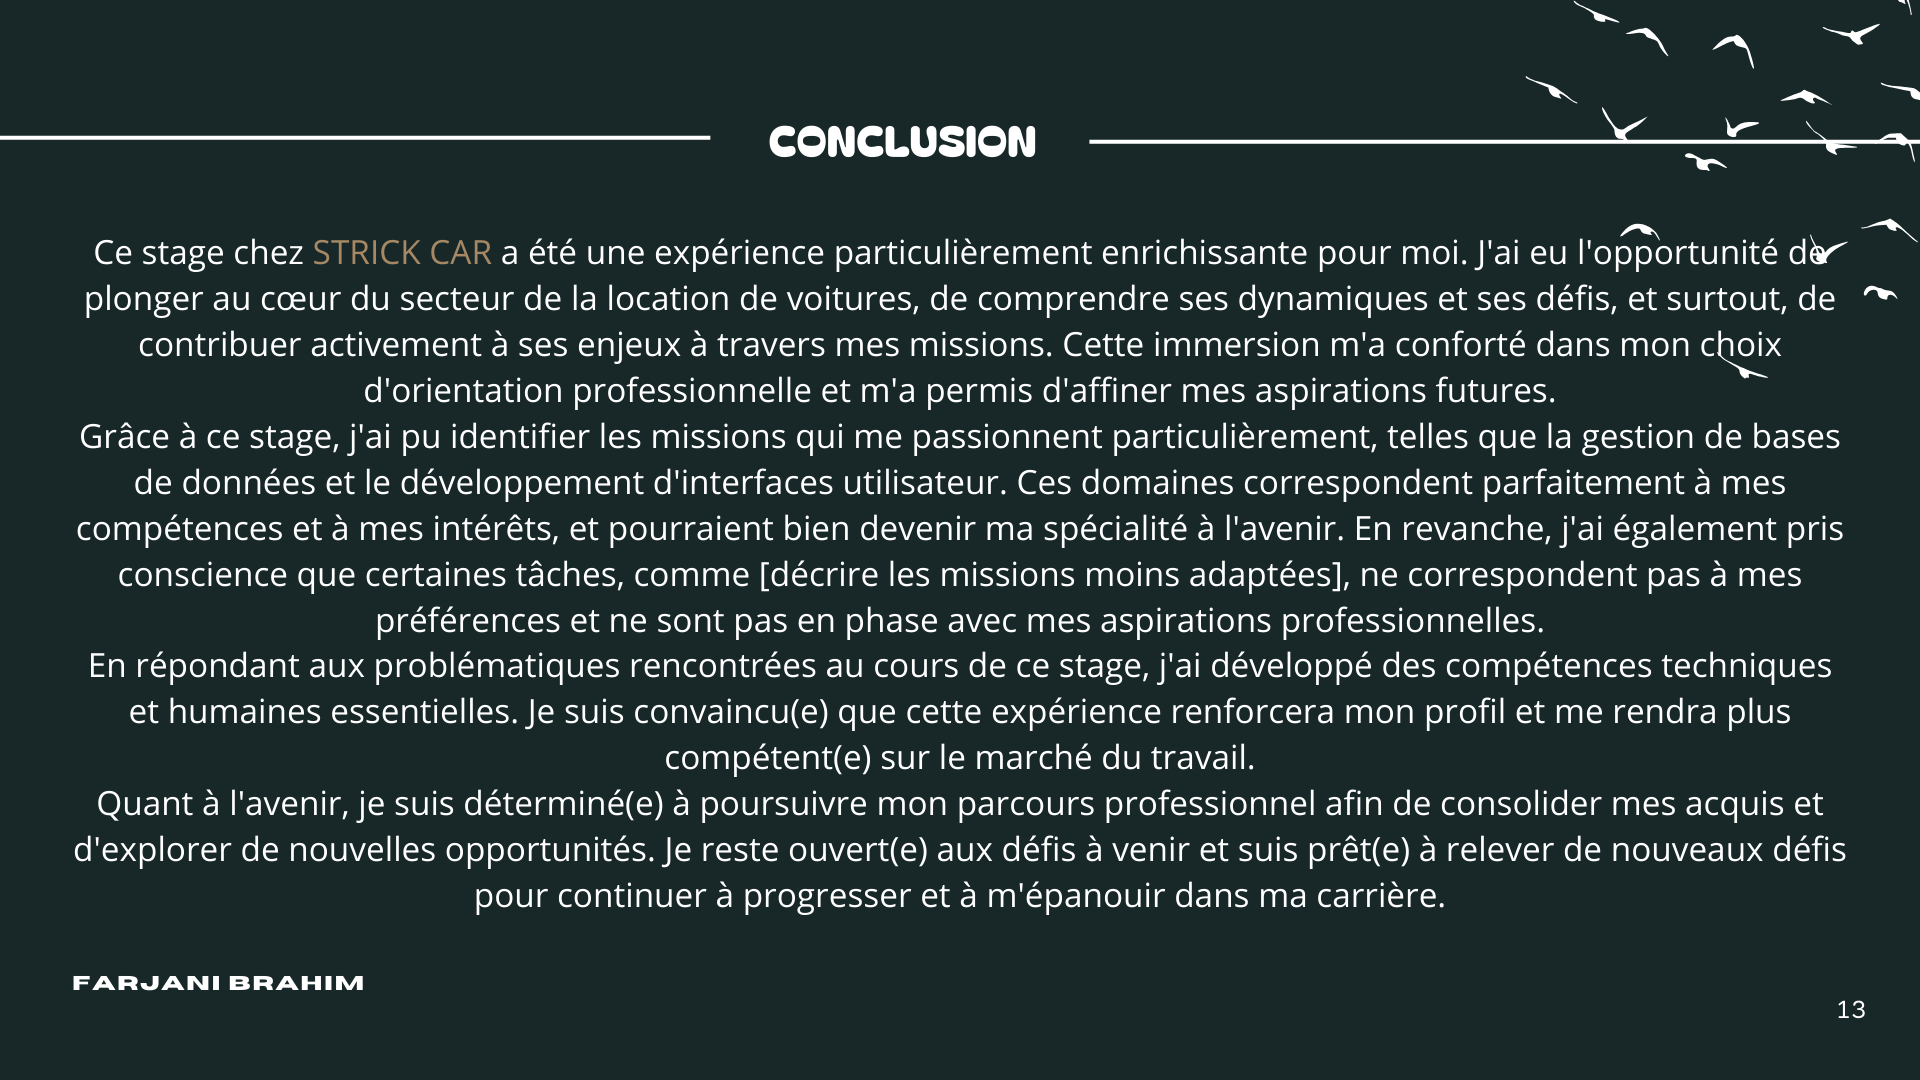 CONCLUSION
Ce stage chez STRICK CAR a été une expérience particulièrement enrichissante pour moi. J'ai eu l'opportunité de
plonger au cœur du secteur de la location de voitures, de comprendre ses dynamiques et ses défis, et surtout, de
contribuer activement à ses enjeux à travers mes missions. Cette immersion m'a conforté dans mon choix
d'orientation professionnelle et m'a permis d'affiner mes aspirations futures.
Grâce à ce stage, j'ai pu identifier les missions qui me passionnent particulièrement, telles que la gestion de bases
de données et le développement d'interfaces utilisateur. Ces domaines correspondent parfaitement à mes
compétences et à mes intérêts, et pourraient bien devenir ma spécialité à l'avenir. En revanche, j'ai également pris
conscience que certaines tâches, comme [décrire les missions moins adaptées], ne correspondent pas à mes
préférences et ne sont pas en phase avec mes aspirations professionnelles.
En répondant aux problématiques rencontrées au cours de ce stage, j'ai développé des compétences techniques
et humaines essentielles. Je suis convaincu(e) que cette expérience renforcera mon profil et me rendra plus
compétent(e) sur le marché du travail.
Quant à l'avenir, je suis déterminé(e) à poursuivre mon parcours professionnel afin de consolider mes acquis et
d'explorer de nouvelles opportunités. Je reste ouvert(e) aux défis à venir et suis prêt(e) à relever de nouveaux défis
pour continuer à progresser et à m'épanouir dans ma carrière.
FARJANI BRAHIM
13